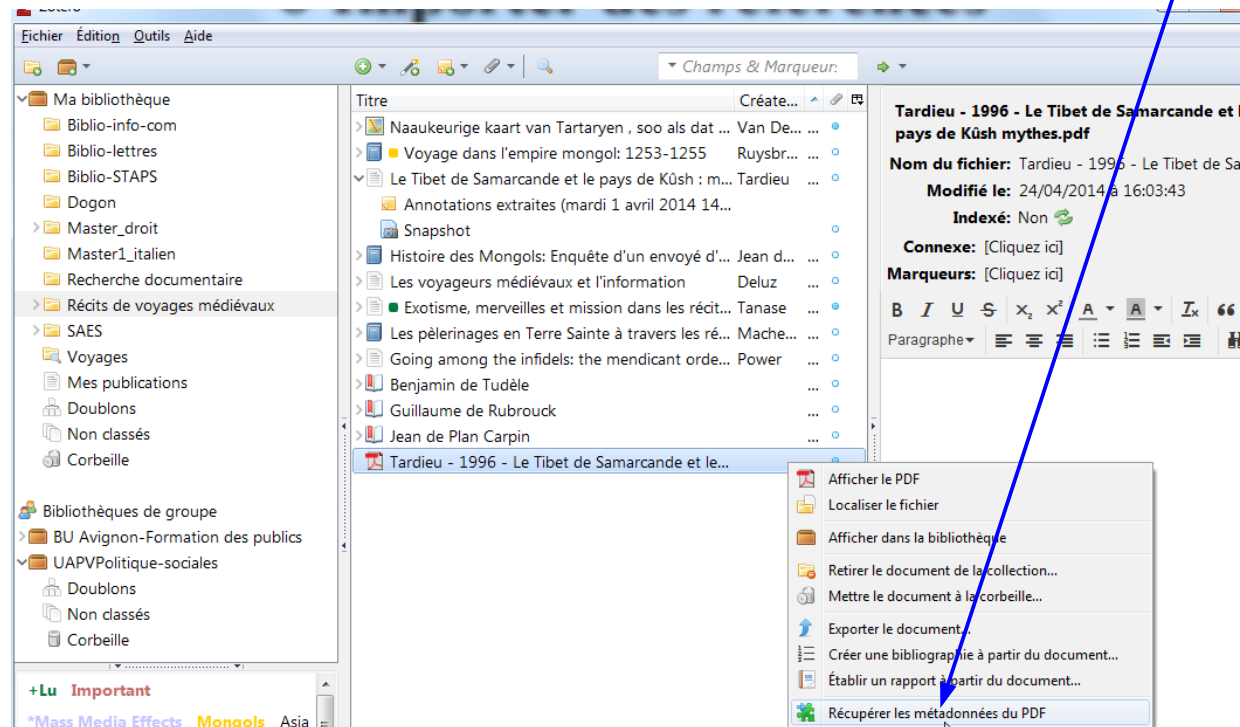 Zotero
Fichier Édition Outils Aide
Champs & Marqueur:
Ma bibliothèque
Biblio-info-com
Biblio-lettres
Biblio-STAPS
Dogon
Master_droit
Master1_italien
Recherche documentaire
Récits de voyages médiévaux
SAES
Voyages
Mes publications
Doublons
Non classés
Corbeille
Bibliothèques de groupe
BU Avignon-Formation des publics
UAPVPolitique-sociales
Doublons
Non classés
Corbeille
+Lu Important
*Mass Media Effects Mongols Asia
Titre Créate...
Naaukeurige kaart van Tartaryen , soo als dat ... Van De... ...
Voyage dans l'empire mongol: 1253-1255 Ruysbr... ...
Le Tibet de Samarcande et le pays de Kûsh : m... Tardieu ...
Annotations extraites (mardi 1 avril 2014 14...
Snapshot
Histoire des Mongols: Enquête d'un envoyé d'... Jean d... ...
Les voyageurs médiévaux et l'information Deluz ...
Exotisme, merveilles et mission dans les récit... Tanase ...
Les pèlerinages en Terre Sainte à travers les ré... Mache... ...
Going among the infidels: the mendicant orde... Power ...
Benjamin de Tudèle ...
Guillaume de Rubrouck ...
Jean de Plan Carpin ...
Tardieu - 1996 - Le Tibet de Samarcande et le...
Tardieu - 1996 - Le Tibet de Samarcande et
pays de Kûsh mythes.pdf
Nom du fichier: Tardieu - 1996 - Le Tibet de Sa
Modifié le: 24/04/2014 à 16:03:43
Indexé: Non
Connexe: [Cliquez ici]
Marqueurs: [Cliquez ici]
B I U S X₂ X² A A Tx
Paragraphe
Afficher le PDF
Localiser le fichier
Afficher dans la bibliothèque
Retirer le document de la collection...
Mettre le document à la corbeille...
Exporter le document...
Créer une bibliographie à partir du document...
Établir un rapport à partir du document...
Récupérer les métadonnées du PDF